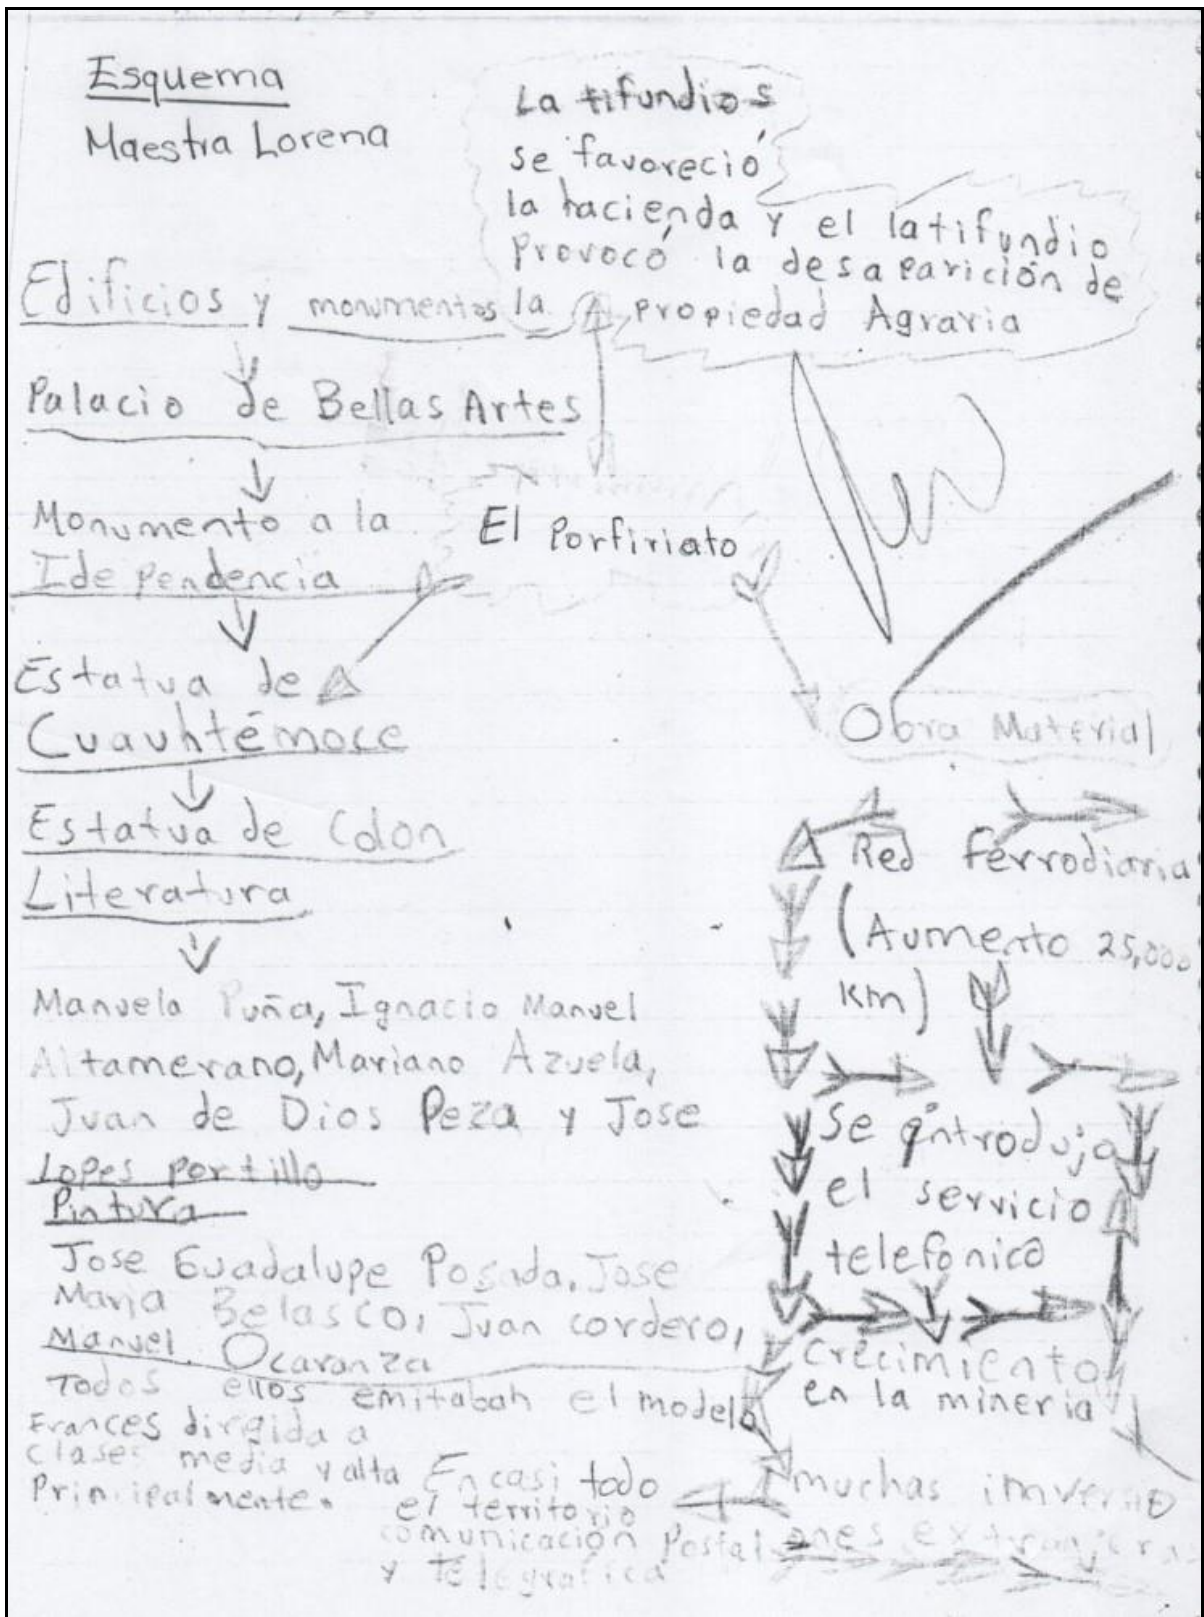 Esquema
Maestra Lorena
La tifundios
se favoreció
la hacienda y el latifundio
Provocó la desaparición de
la propiedad Agraria
Edificios y monumentos
Palacio de Bellas Artes
Monumento a la
Idependencia
Estatua de
Cuauhtémoce
Estatua de Colon
Literatura
Manuela Puña, Ignacio Manuel
Altamerano, Mariano Azuela,
Juan de Dios Peza y Jose
Lopes portillo
Pintura
Jose Guadalupe Posada, Jose
Maria Belasco, Juan cordero,
Manuel Ocaranza
Todos ellos emitaban el modelo
Frances dirigida a
clases media y alta
Principalmente.
El Porfiriato
Obra Material
Red ferrodiaria
(Aumento 25,000
km)
Se introdujo
el servicio
telefonico
Crecimiento
en la mineria
muchas imversio
ones extranjeras
En casi todo
el territorio
comunicación Postal
y telegrafica